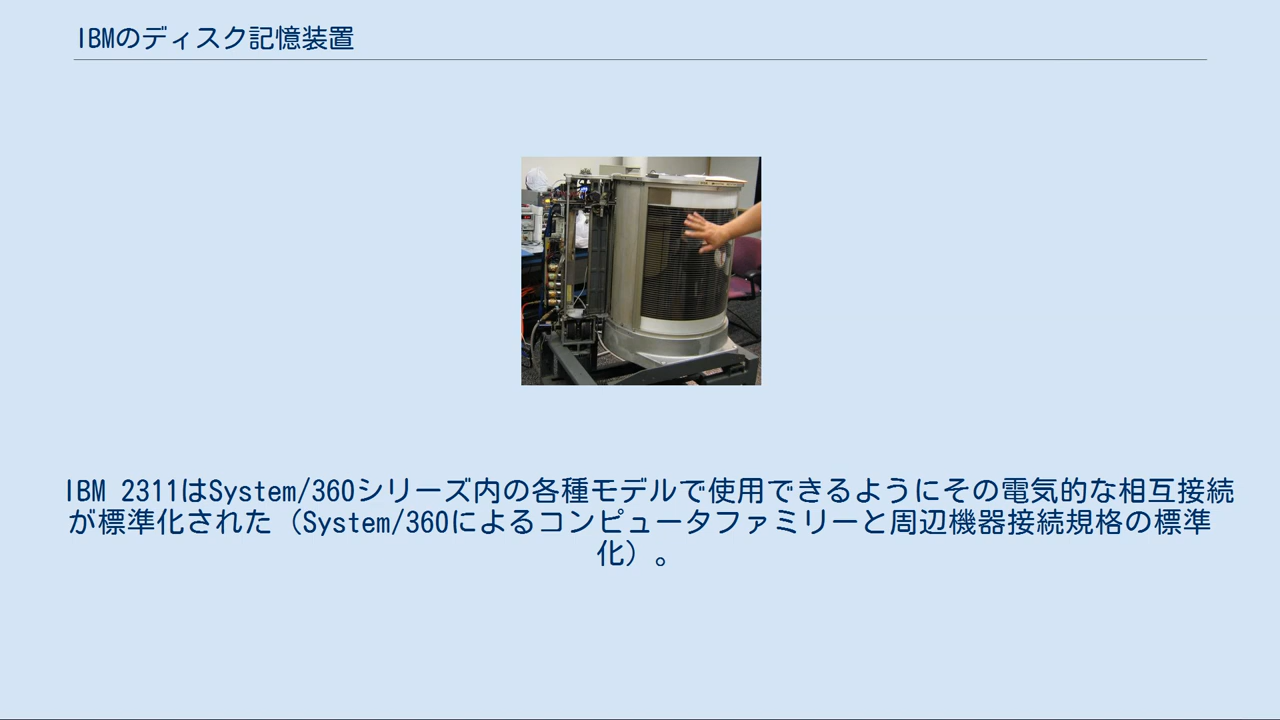 IBMのディスク記憶装置
IBM 2311はSystem/360シリーズ内の各種モデルで使用できるようにその電気的な相互接続
が標準化された（System/360によるコンピュータファミリーと周辺機器接続規格の標準
化）。